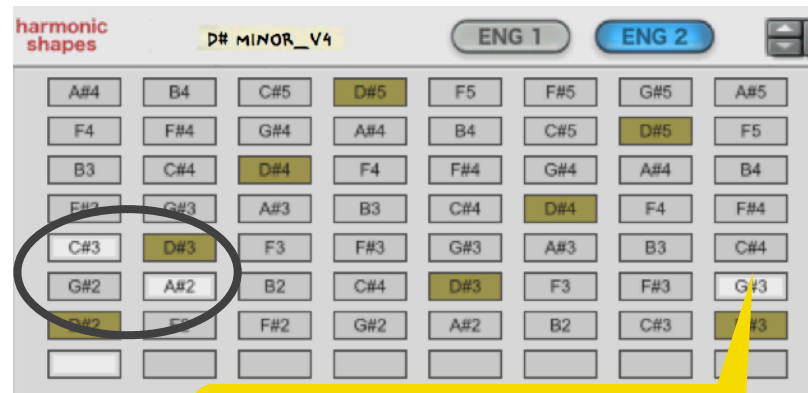 harmonic
shapes
D# MINOR_V4
ENG 1
ENG 2
A#4 B4 C#5 D#5 F5 F#5 G#5 A#5
F4 F#4 G#4 A#4 B4 C#5 D#5 F5
B3 C#4 D#4 F4 F#4 G#4 A#4 B4
F#3 G#3 A#3 B3 C#4 D#4 F4 F#4
C#3 D#3 F3 F#3 G#3 A#3 B3 C#4
G#2 A#2 B2 C#4 D#3 F3 F#3 G#3
D#2 F#2 G#2 A#2 B2 C#3